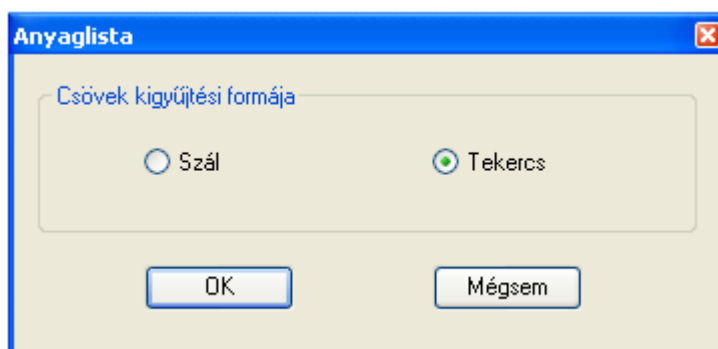 Anyaglista
Csövek kigyűjtési formája
Szál
Tekercs
OK
Mégsem